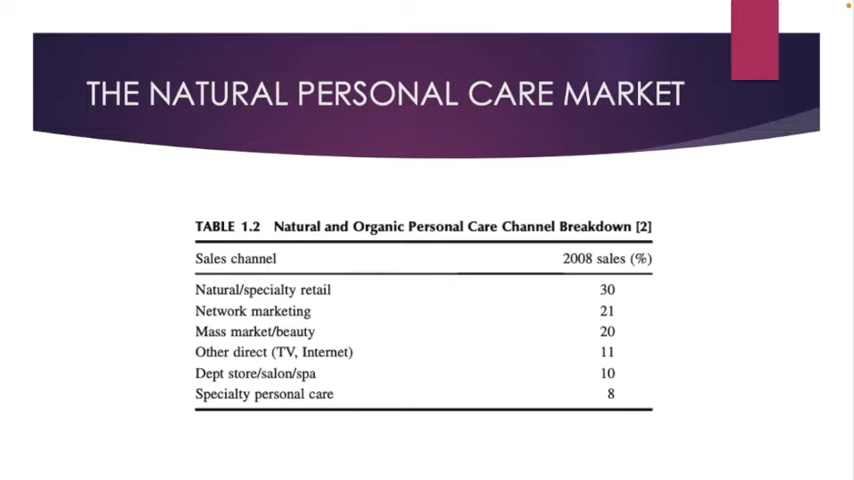 THE NATURAL PERSONAL CARE MARKET
TABLE 1.2 Natural and Organic Personal Care Channel Breakdown [2]
Sales channel 2008 sales (%)
Natural/specialty retail 30
Network marketing 21
Mass market/beauty 20
Other direct (TV, Internet) 11
Dept store/salon/spa 10
Specialty personal care 8